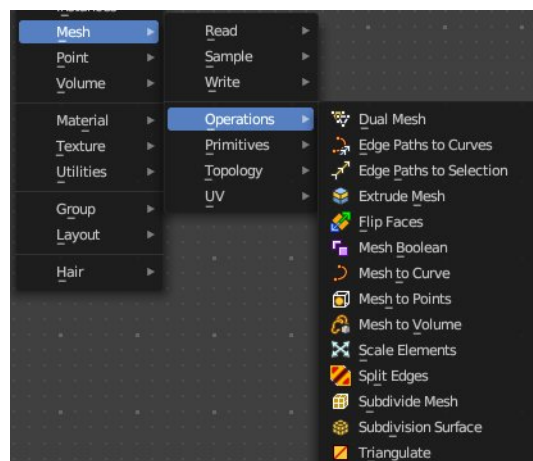 Mesh
Point
Volume
Material
Texture
Utilities
Group
Layout
Hair
Read
Sample
Write
Operations
Primitives
Topology
UV
Dual Mesh
Edge Paths to Curves
Edge Paths to Selection
Extrude Mesh
Flip Faces
Mesh Boolean
Mesh to Curve
Mesh to Points
Mesh to Volume
Scale Elements
Split Edges
Subdivide Mesh
Subdivision Surface
Triangulate